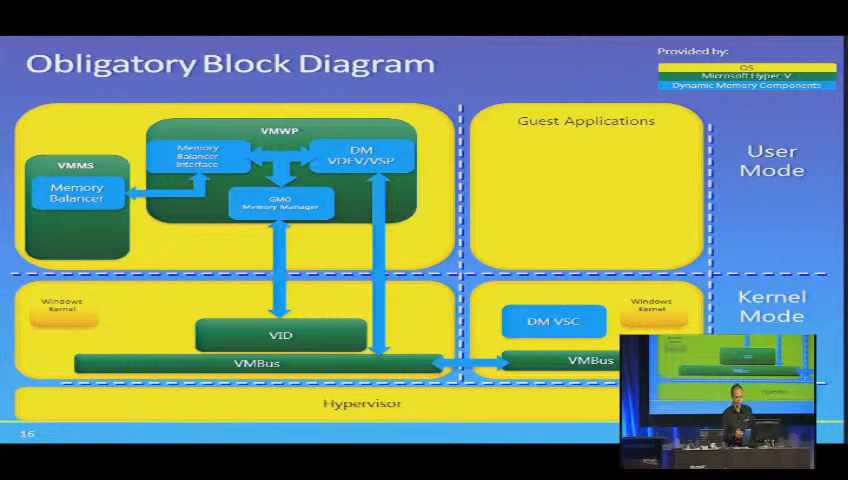 Obligatory Block Diagram
Provided by:
OS
Microsoft Hyper-V
Dynamic Memory Components
VMWP
Memory
Balancer
Interface
DM
VDEV/VSP
VMMS
Memory
Balancer
GMO
Memory Manager
Guest Applications
User
Mode
Windows
Kernel
VID
VMBus
DM VSC
Windows
Kernel
VMBus
Kernel
Mode
Hypervisor
16